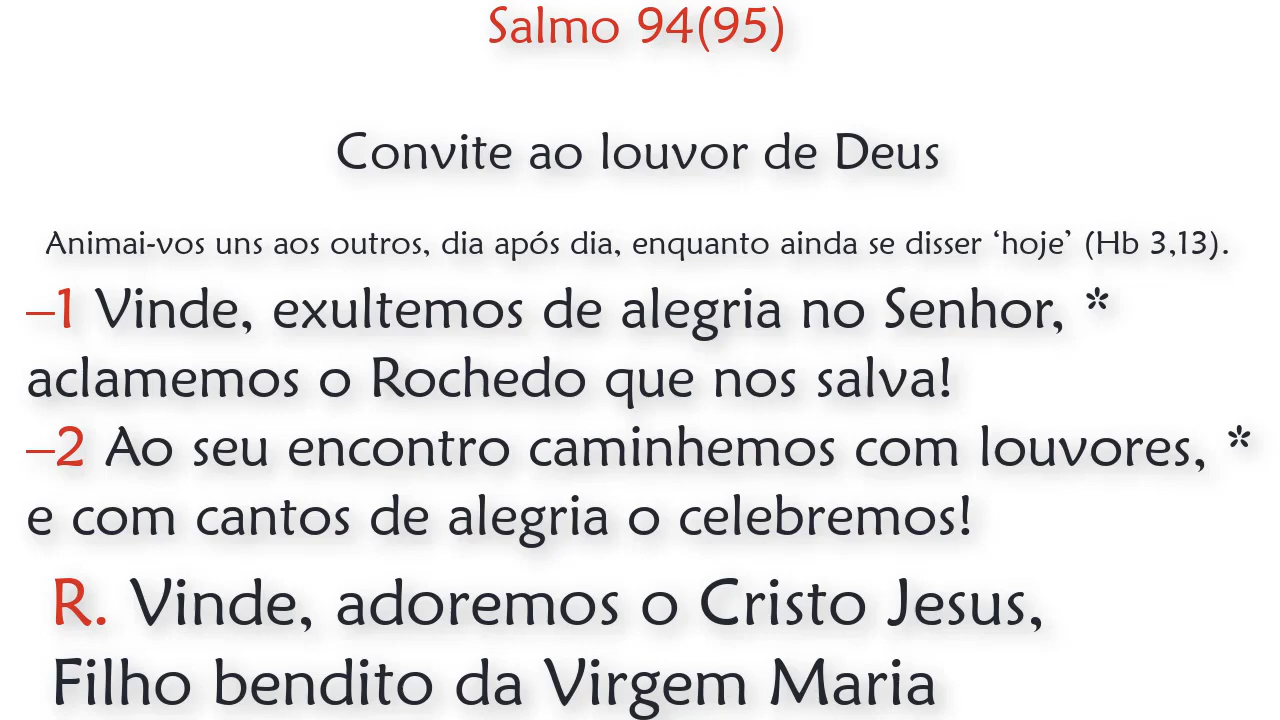 Salmo 94(95)
Convite ao louvor de Deus
Animai-vos uns aos outros, dia após dia, enquanto ainda se disser ‘hoje’ (Hb 3,13).
–1 Vinde, exultemos de alegria no Senhor, *
aclamemos o Rochedo que nos salva!
–2 Ao seu encontro caminhemos com louvores, *
e com cantos de alegria o celebremos!
R. Vinde, adoremos o Cristo Jesus,
Filho bendito da Virgem Maria